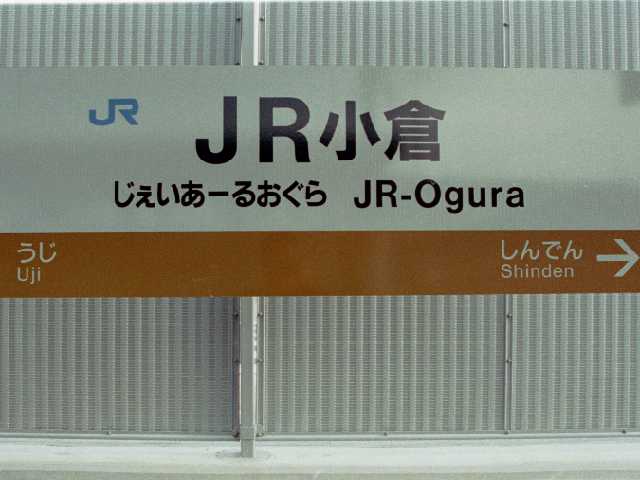 JR
JR小倉
じぇいあーるおぐら JR-Ogura
うじ
Uji
しんでん →
Shinden